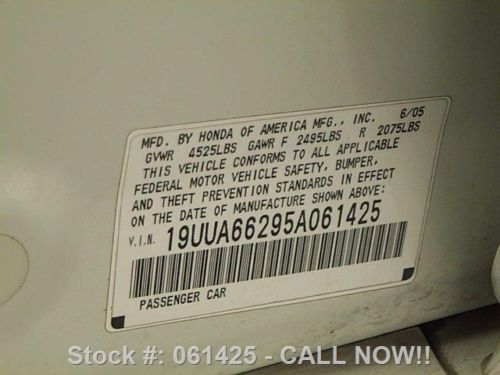 MFD. BY HONDA OF AMERICA MFG., INC. 6/05
GVWR 4525LBS GAWR F 2495LBS R 2075LBS
THIS VEHICLE CONFORMS TO ALL APPLICABLE
FEDERAL MOTOR VEHICLE SAFETY, BUMPER,
AND THEFT PREVENTION STANDARDS IN EFFECT
ON THE DATE OF MANUFACTURE SHOWN ABOVE:
V.I.N. 19UUA66295A061425
PASSENGER CAR
Stock #: 061425 - CALL NOW!!